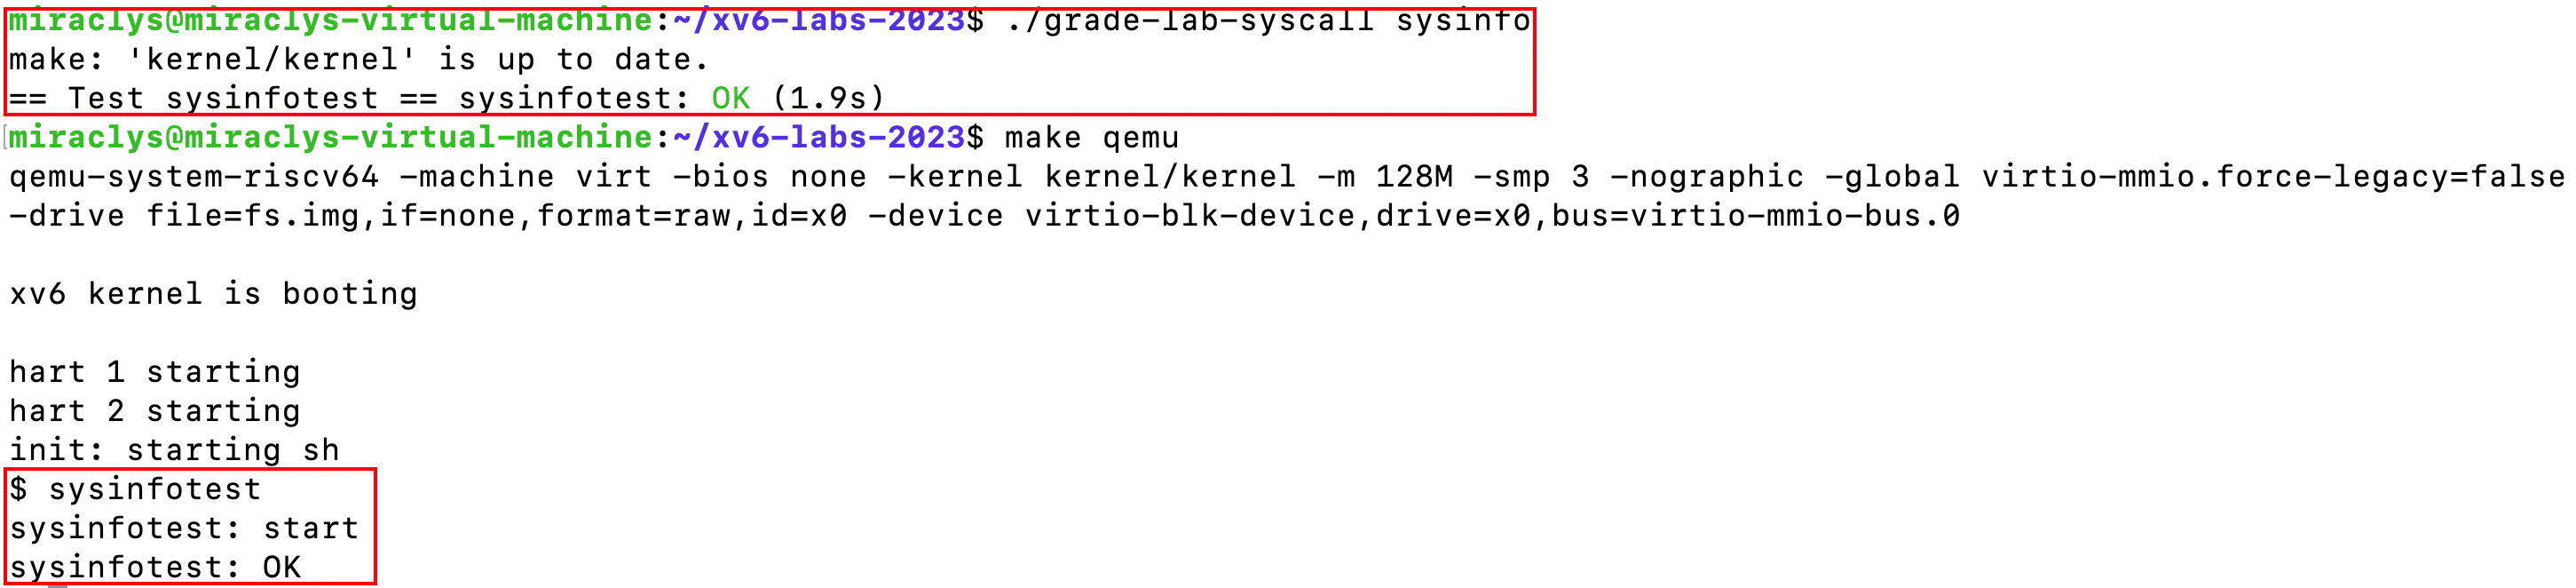 miraclys@miraclys-virtual-machine:~/xv6-labs-2023$ ./grade-lab-syscall sysinfo
make: 'kernel/kernel' is up to date.
== Test sysinfotest == sysinfotest: OK (1.9s)
miraclys@miraclys-virtual-machine:~/xv6-labs-2023$ make qemu
qemu-system-riscv64 -machine virt -bios none -kernel kernel/kernel -m 128M -smp 3 -nographic -global virtio-mmio.force-legacy=false
-drive file=fs.img,if=none,format=raw,id=x0 -device virtio-blk-device,drive=x0,bus=virtio-mmio-bus.0
xv6 kernel is booting
hart 1 starting
hart 2 starting
init: starting sh
$ sysinfotest
sysinfotest: start
sysinfotest: OK